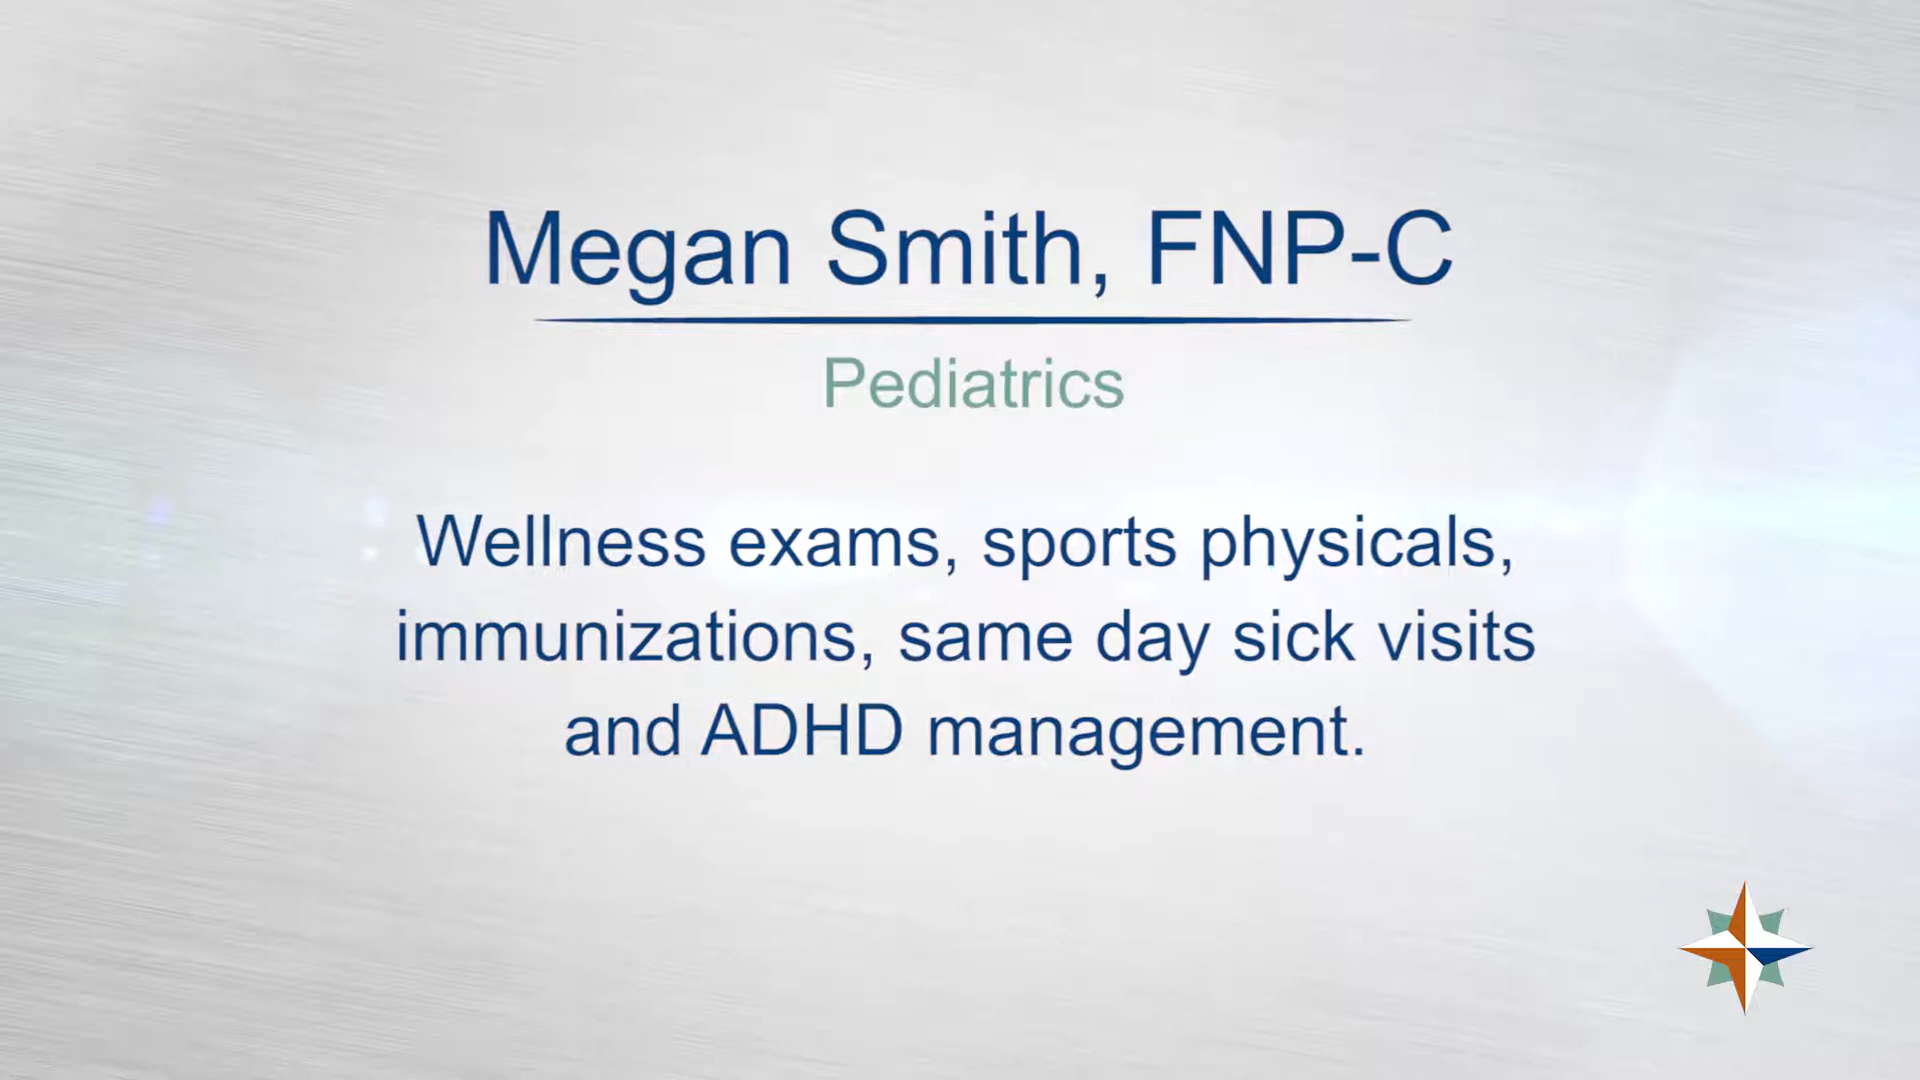 Megan Smith, FNP-C
Pediatrics
Wellness exams, sports physicals,
immunizations, same day sick visits
and ADHD management.